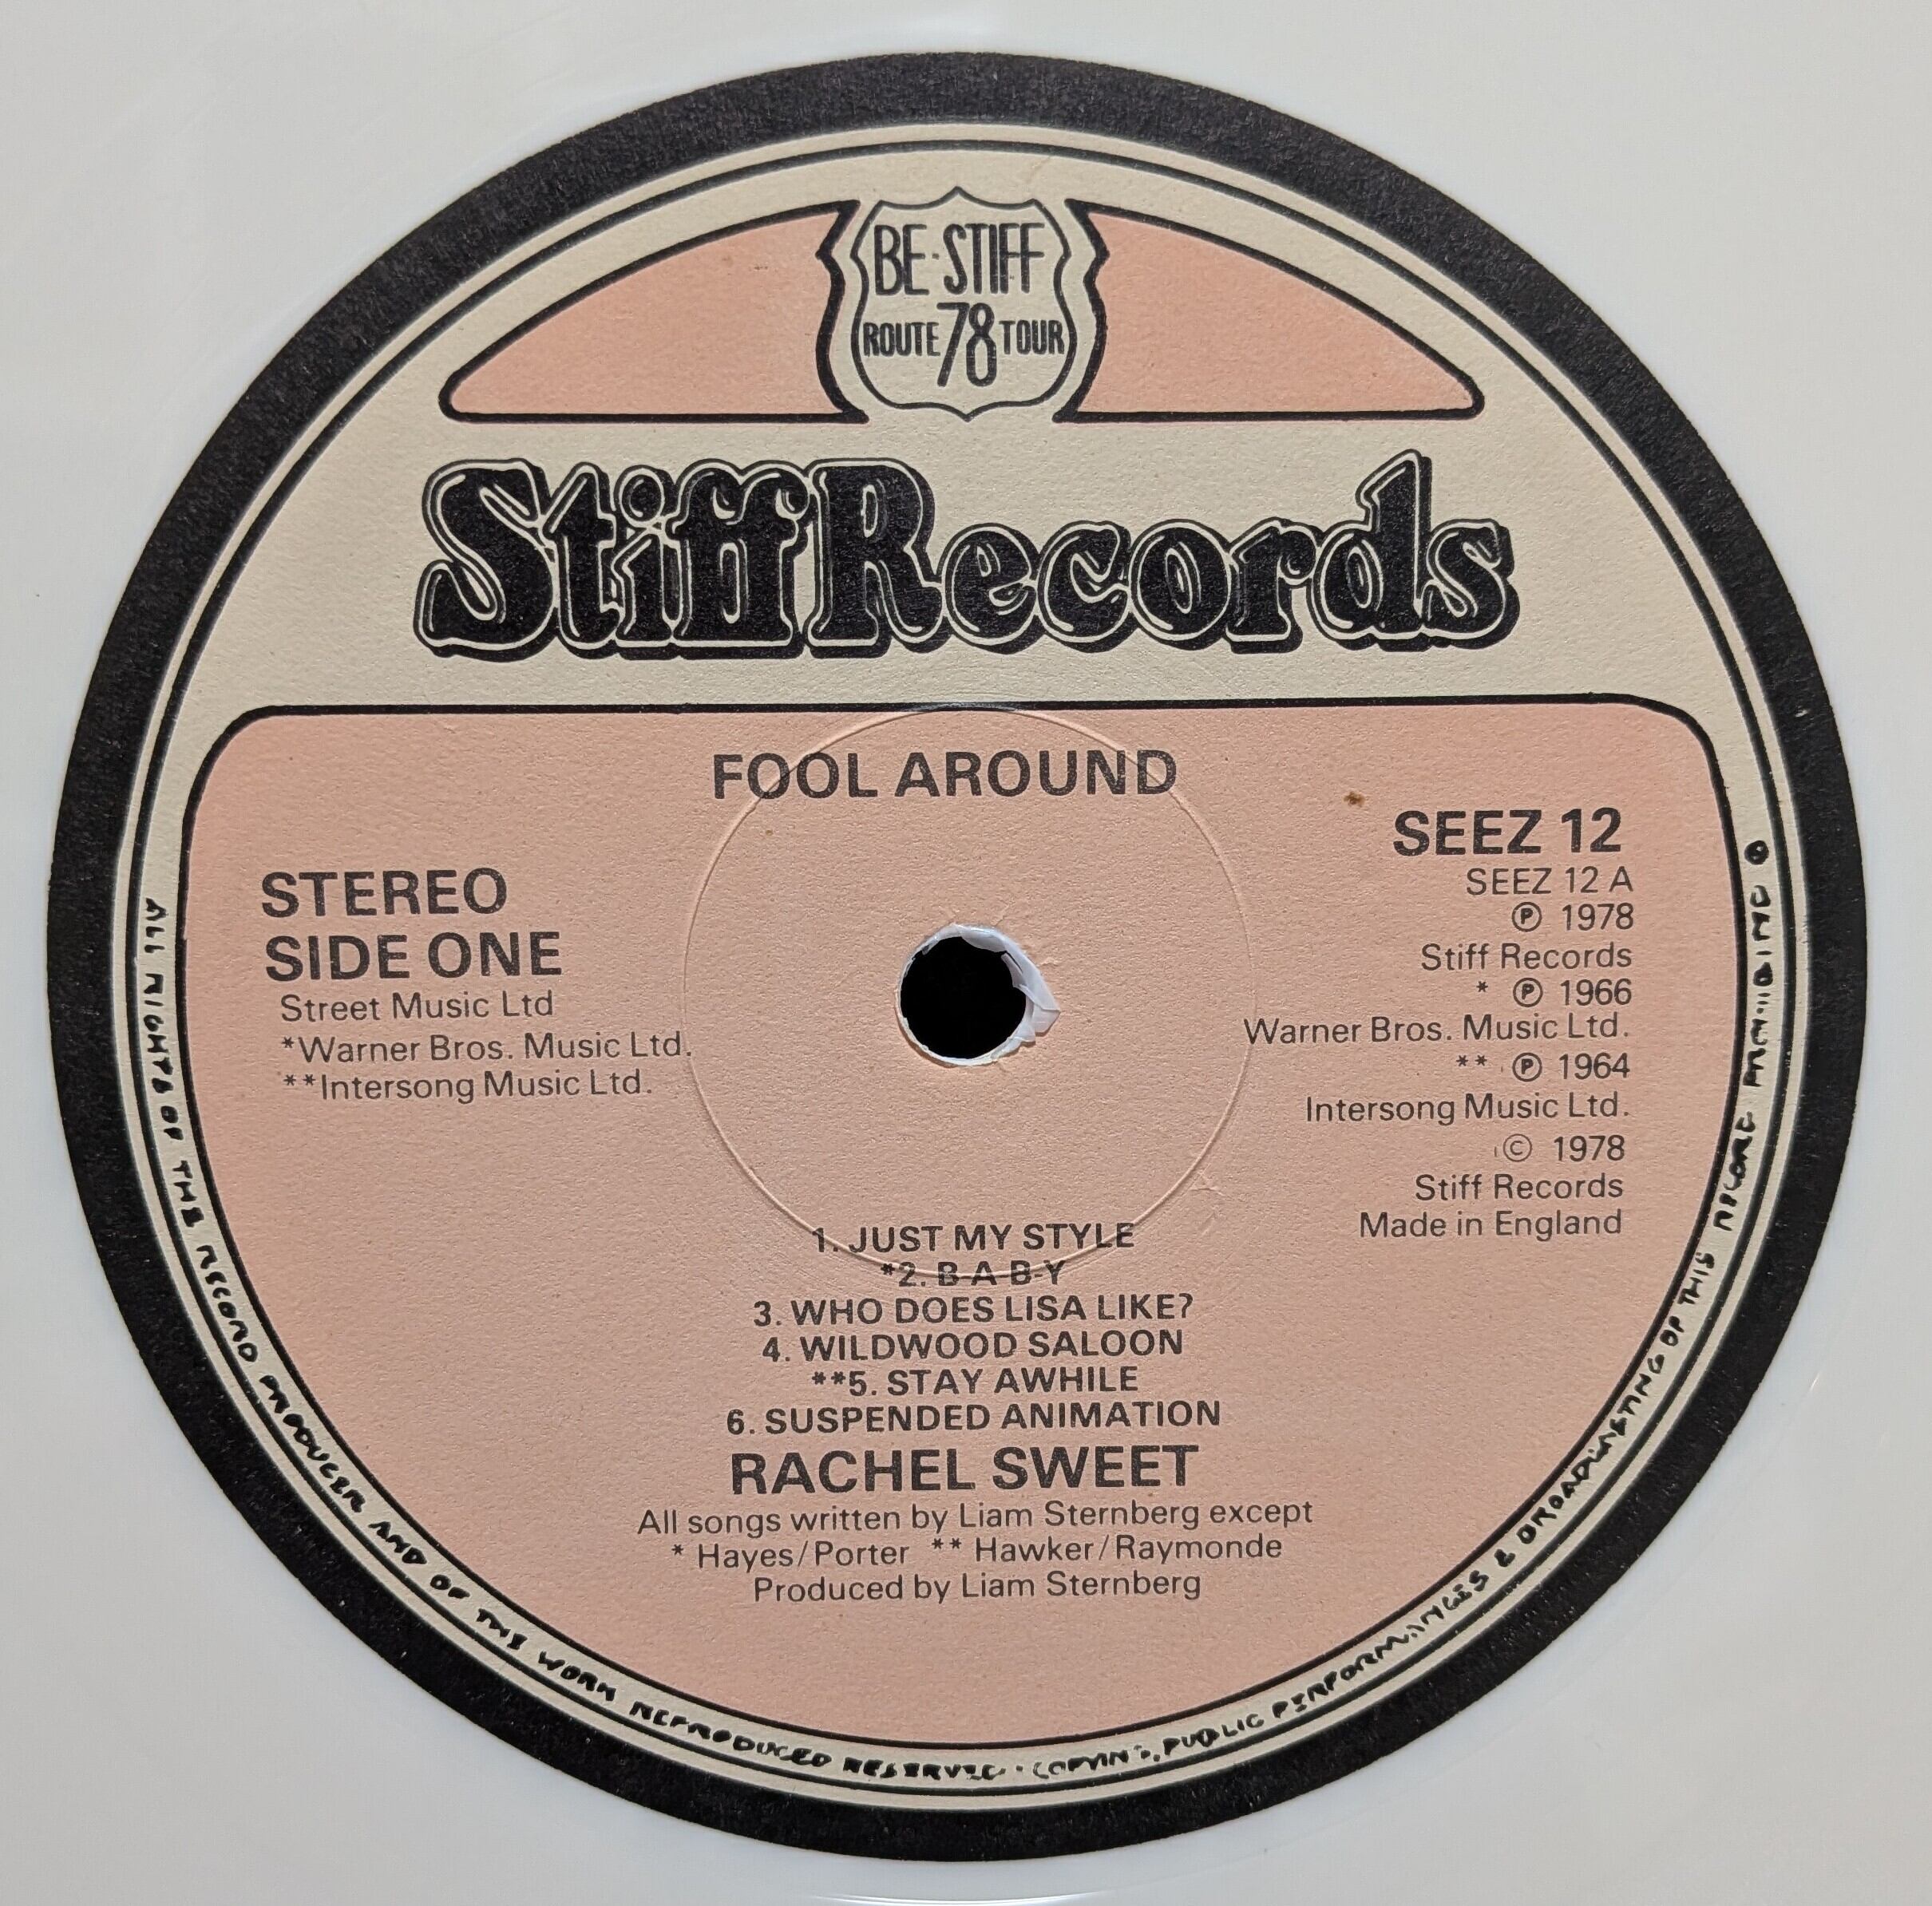 BE·STIFF
ROUTE 78 TOUR
Stiff Records
FOOL AROUND
STEREO
SIDE ONE
Street Music Ltd
*Warner Bros. Music Ltd.
**Intersong Music Ltd.
SEEZ 12
SEEZ 12 A
Ⓟ 1978
Stiff Records
* Ⓟ 1966
Warner Bros. Music Ltd.
** Ⓟ 1964
Intersong Music Ltd.
© 1978
Stiff Records
Made in England
1. JUST MY STYLE
*2. B-A-B-Y
3. WHO DOES LISA LIKE?
4. WILDWOOD SALOON
**5. STAY AWHILE
6. SUSPENDED ANIMATION
RACHEL SWEET
All songs written by Liam Sternberg except
* Hayes/Porter ** Hawker/Raymonde
Produced by Liam Sternberg
ALL RIGHTS OF THE RECORD PRODUCER AND OF THE WORK REPRODUCED RESERVED · COPYING, PUBLIC PERFORMANCES & BROADCASTING OF THIS RECORD PROHIBITED